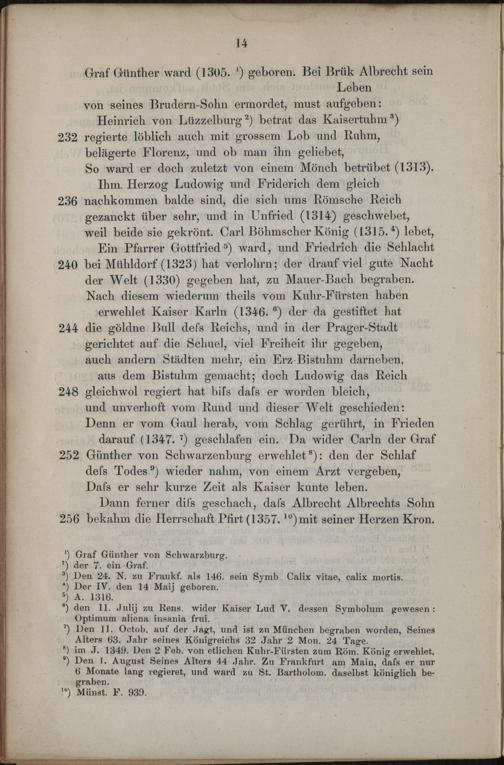 14
Graf Günther ward (1305. ¹) geboren. Bei Brük Albrecht sein
Leben
von seines Brudern-Sohn ermordet, must aufgeben:
Heinrich von Lüzzelburg²) betrat das Kaisertuhm³)
232 regierte löblich auch mit grossem Lob und Ruhm,
belägerte Florenz, und ob man ihn geliebet,
So ward er doch zuletzt von einem Mönch betrübet (1313).
Ihm. Herzog Ludowig und Friderich dem gleich
236 nachkommen balde sind, die sich ums Römsche Reich
gezanckt über sehr, und in Unfried (1314) geschwebet,
weil beide sie gekrönt. Carl Böhmscher König (1315. ⁴) lebet,
Ein Pfarrer Gottfried⁵) ward, und Friedrich die Schlacht
240 bei Mühldorf (1323) hat verlohrn; der drauf viel gute Nacht
der Welt (1330) gegeben hat, zu Mauer-Bach begraben.
Nach diesem wiederum theils vom Kuhr-Fürsten haben
erwehlet Kaiser Karln (1346. ⁶) der da gestiftet hat
244 die göldne Bull deſs Reichs, und in der Prager-Stadt
gerichtet auf die Schuel, viel Freiheit ihr gegeben,
auch andern Städten mehr, ein Erz-Bistuhm darneben.
aus dem Bistuhm gemacht; doch Ludowig das Reich
248 gleichwol regiert hat biſs daſs er worden bleich,
und unverhoft vom Rund und dieser Welt geschieden:
Denn er vom Gaul herab, vom Schlag gerührt, in Frieden
darauf (1347. ⁷) geschlafen ein. Da wider Carln der Graf
252 Günther von Schwarzenburg erwehlet⁸): den der Schlaf
deſs Todes⁹) wieder nahm, von einem Arzt vergeben,
Daſs er sehr kurze Zeit als Kaiser kunte leben.
Dann ferner diſs geschach, daſs Albrecht Albrechts Sohn
256 bekahm die Herrschaft Pfirt (1357. ¹⁰) mit seiner Herzen Kron.
¹) Graf Günther von Schwarzburg.
²) der 7. ein Graf.
³) Den 24. N. zu Frankf. als 146. sein Symb. Calix vitae, calix mortis.
⁴) Der IV. den 14 Maij geboren.
⁵) A. 1316.
⁶) den 11. Julij zu Rens. wider Kaiser Lud V. dessen Symbolum gewesen:
Optimum aliena insania frui.
⁷) Den 11. Octob. auf der Jagt, und ist zu München begraben worden, Seines
Alters 63. Jahr seines Königreichs 32 Jahr 2 Mon. 24 Tage.
⁸) im J. 1349. Den 2 Feb. von etlichen Kuhr-Fürsten zum Röm. König erwehlet.
⁹) Den 1. August Seines Alters 44 Jahr. Zu Frankfurt am Main, daſs er nur
6 Monate lang regieret, und ward zu St. Bartholom. daselbst königlich be-
graben.
¹⁰) Münst. F. 939.